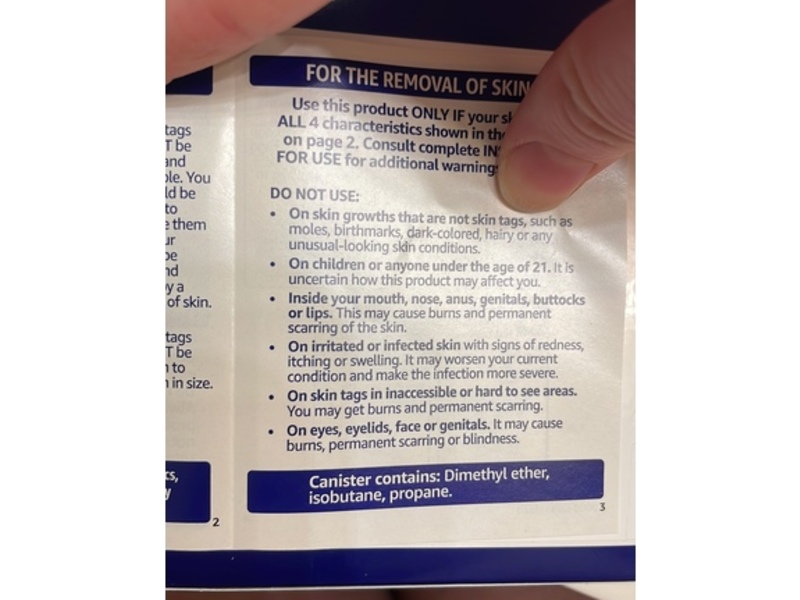 tags
T be
and
ble. You
ld be
to
e them
ur
be
nd
y a
of skin.
tags
T be
n to
n in size.
cs,
y
2
FOR THE REMOVAL OF SKIN
Use this product ONLY IF your
ALL 4 characteristics shown in the
on page 2. Consult complete
FOR USE for additional warnings
DO NOT USE:
• On skin growths that are not skin tags, such as
moles, birthmarks, dark-colored, hairy or any
unusual-looking skin conditions.
• On children or anyone under the age of 21. It is
uncertain how this product may affect you.
• Inside your mouth, nose, anus, genitals, buttocks
or lips. This may cause burns and permanent
scarring of the skin.
• On irritated or infected skin with signs of redness,
itching or swelling. It may worsen your current
condition and make the infection more severe.
• On skin tags in inaccessible or hard to see areas.
You may get burns and permanent scarring.
• On eyes, eyelids, face or genitals. It may cause
burns, permanent scarring or blindness.
Canister contains: Dimethyl ether,
isobutane, propane.
3